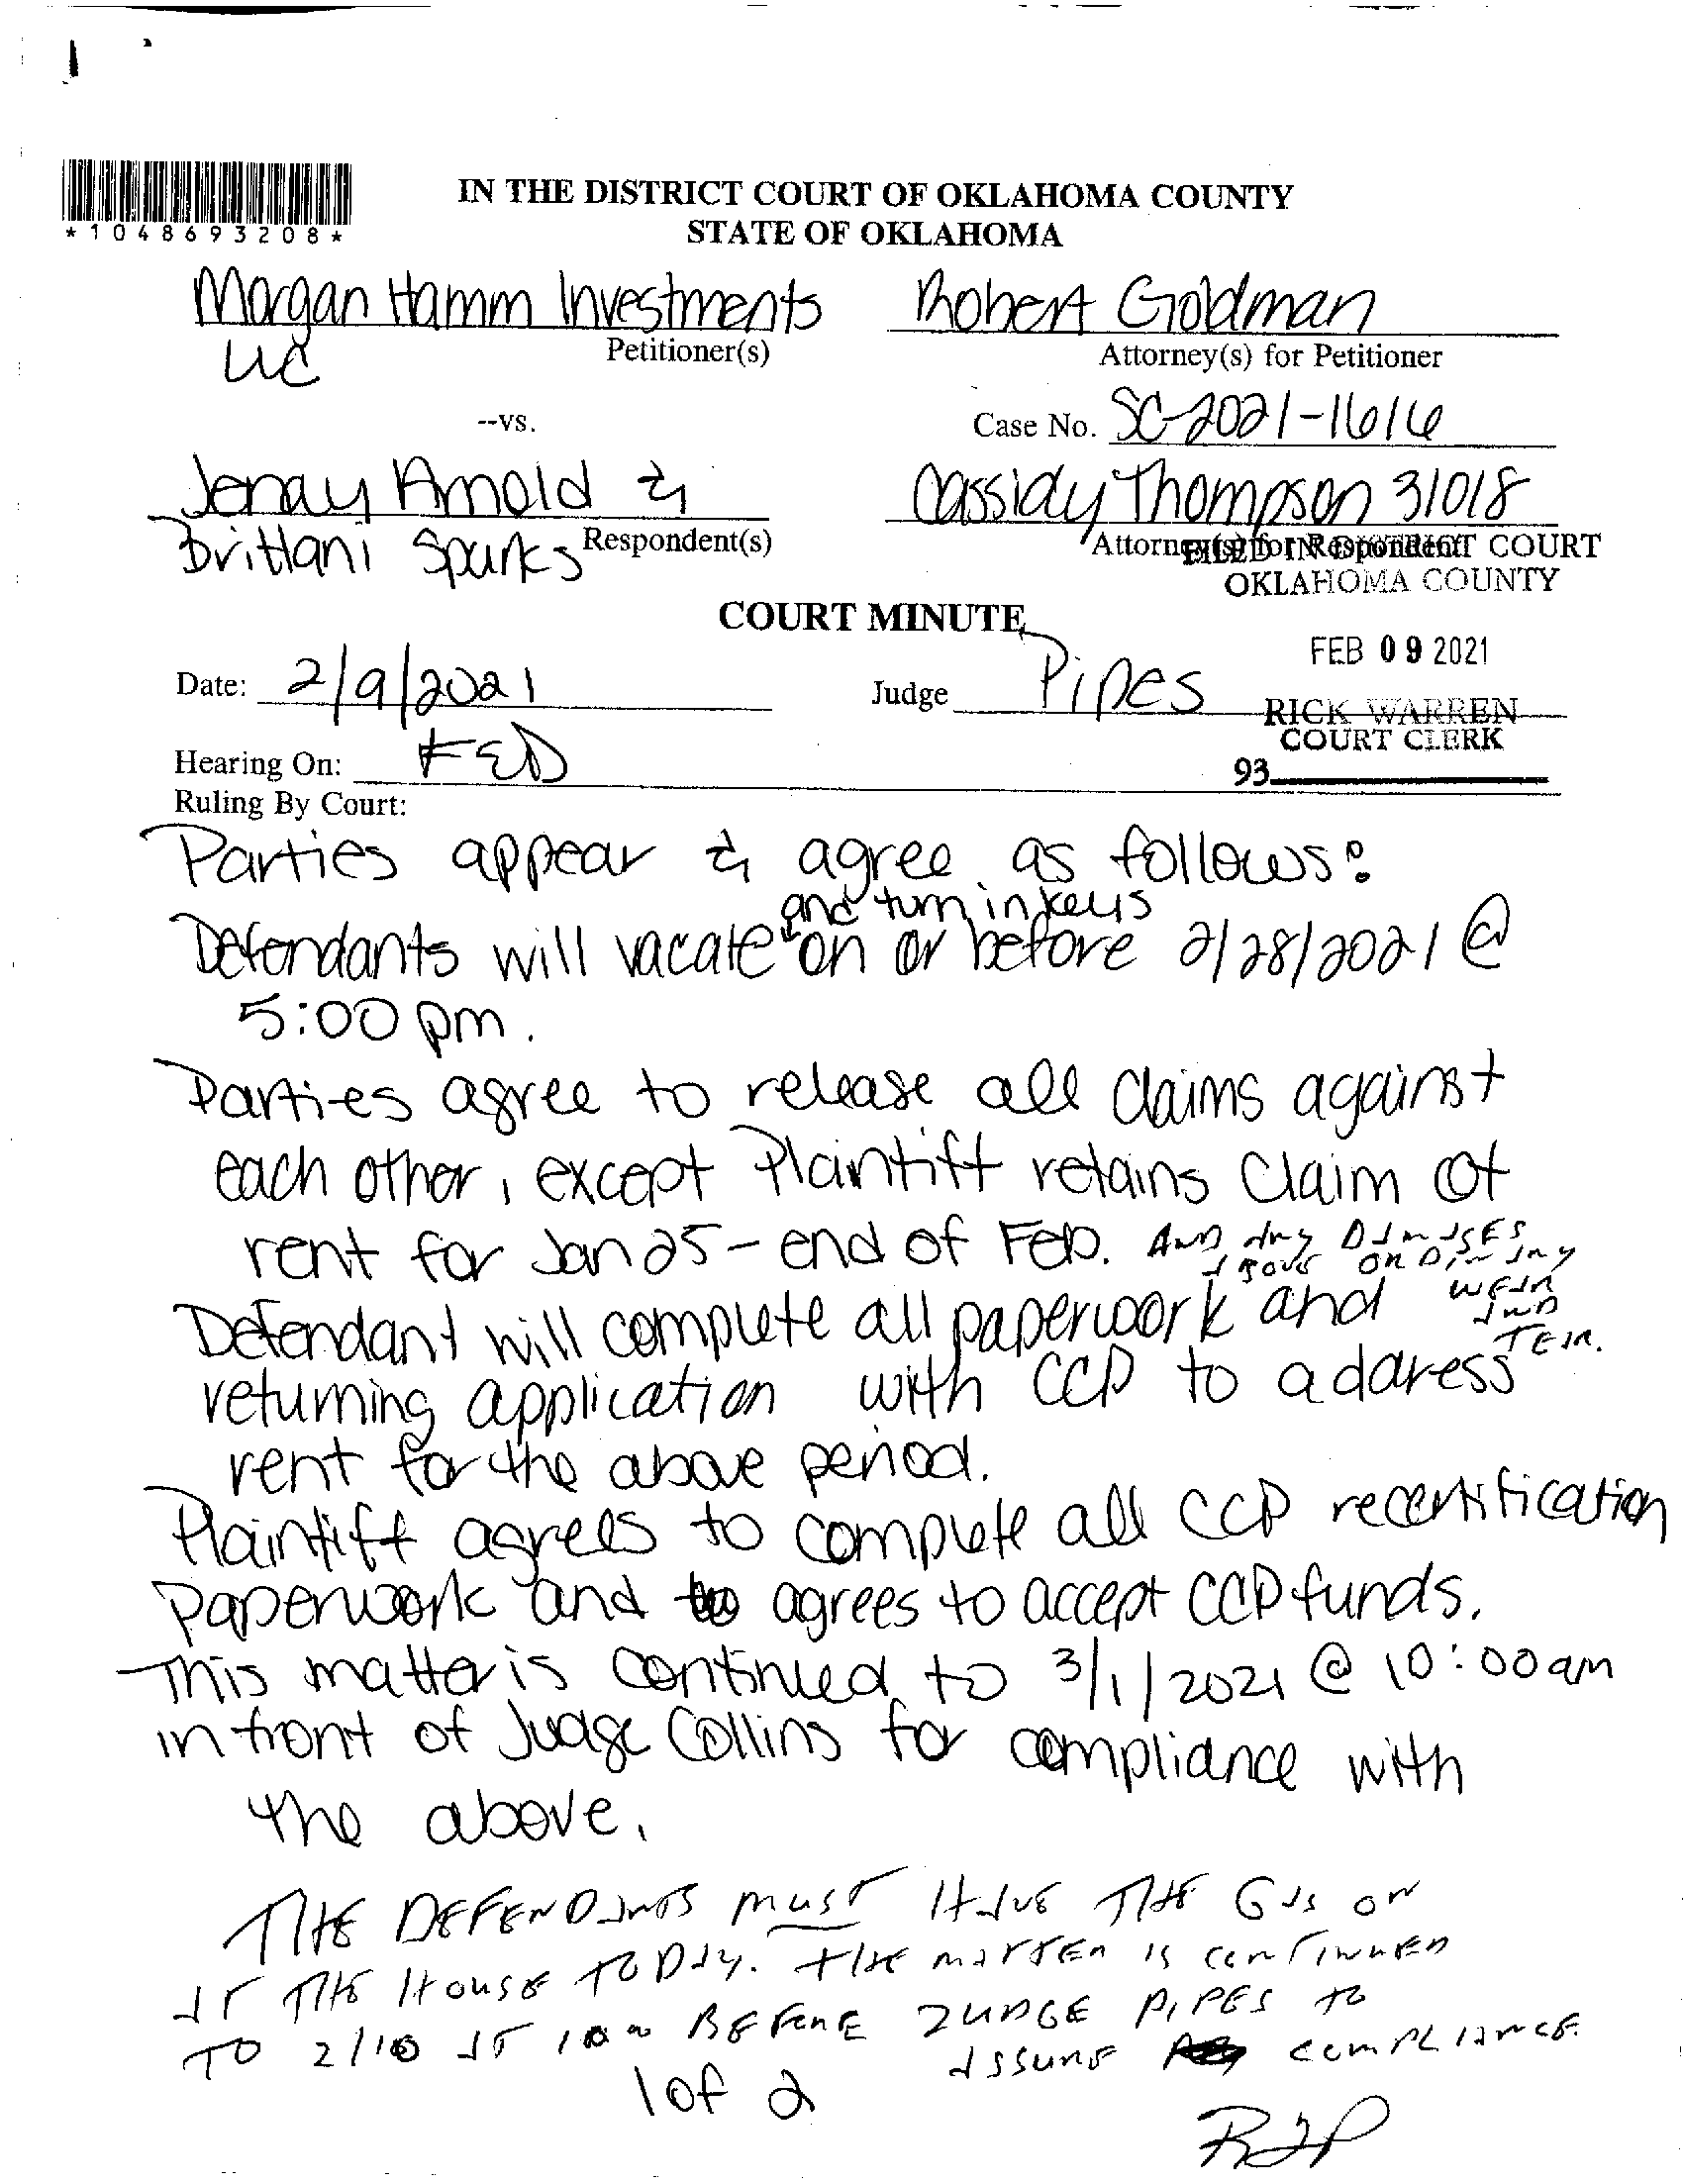 *1048693208*
IN THE DISTRICT COURT OF OKLAHOMA COUNTY
STATE OF OKLAHOMA
Morgan Hamm Investments LLC
Petitioner(s)
Robert Goldman
Attorney(s) for Petitioner
--vs.
Case No. SC-2021-1616
Jenay Arnold &
Brittani Sparks Respondent(s)
Cassidy Thompson 31018
Attorney(s) for Respondent
FILED IN DISTRICT COURT
OKLAHOMA COUNTY
COURT MINUTE
FEB 09 2021
Date: 2/9/2021
Judge Pipes
RICK WARREN
COURT CLERK
93
Hearing On: FED
Ruling By Court:
Parties appear & agree as follows:
and turn in keys
Defendants will vacate on or before 2/28/2021 @
5:00 pm.
Parties agree to release all claims against
each other, except Plaintiff retains claim of
rent for Jan 25 - end of Feb. AND ANY DAMAGES
ABOVE ORDINARY
WEAR
AND
TEAR.
Defendant will complete all paperwork and
returning application with CCP to address
rent for the above period.
Plaintiff agrees to complete all CCP recertification
paperwork and agrees to accept CCP funds.
This matter is continued to 3/1/2021 @ 10:00am
in front of Judge Collins for compliance with
the above.
THE DEFENDANTS must HAVE THE GAS ON
AT THE HOUSE TODAY. THE MATTER IS CONTINUED
TO 2/10 AT 10 BEFORE JUDGE PIPES TO
ASSURE COMPLIANCE.
1 of 2
RJP